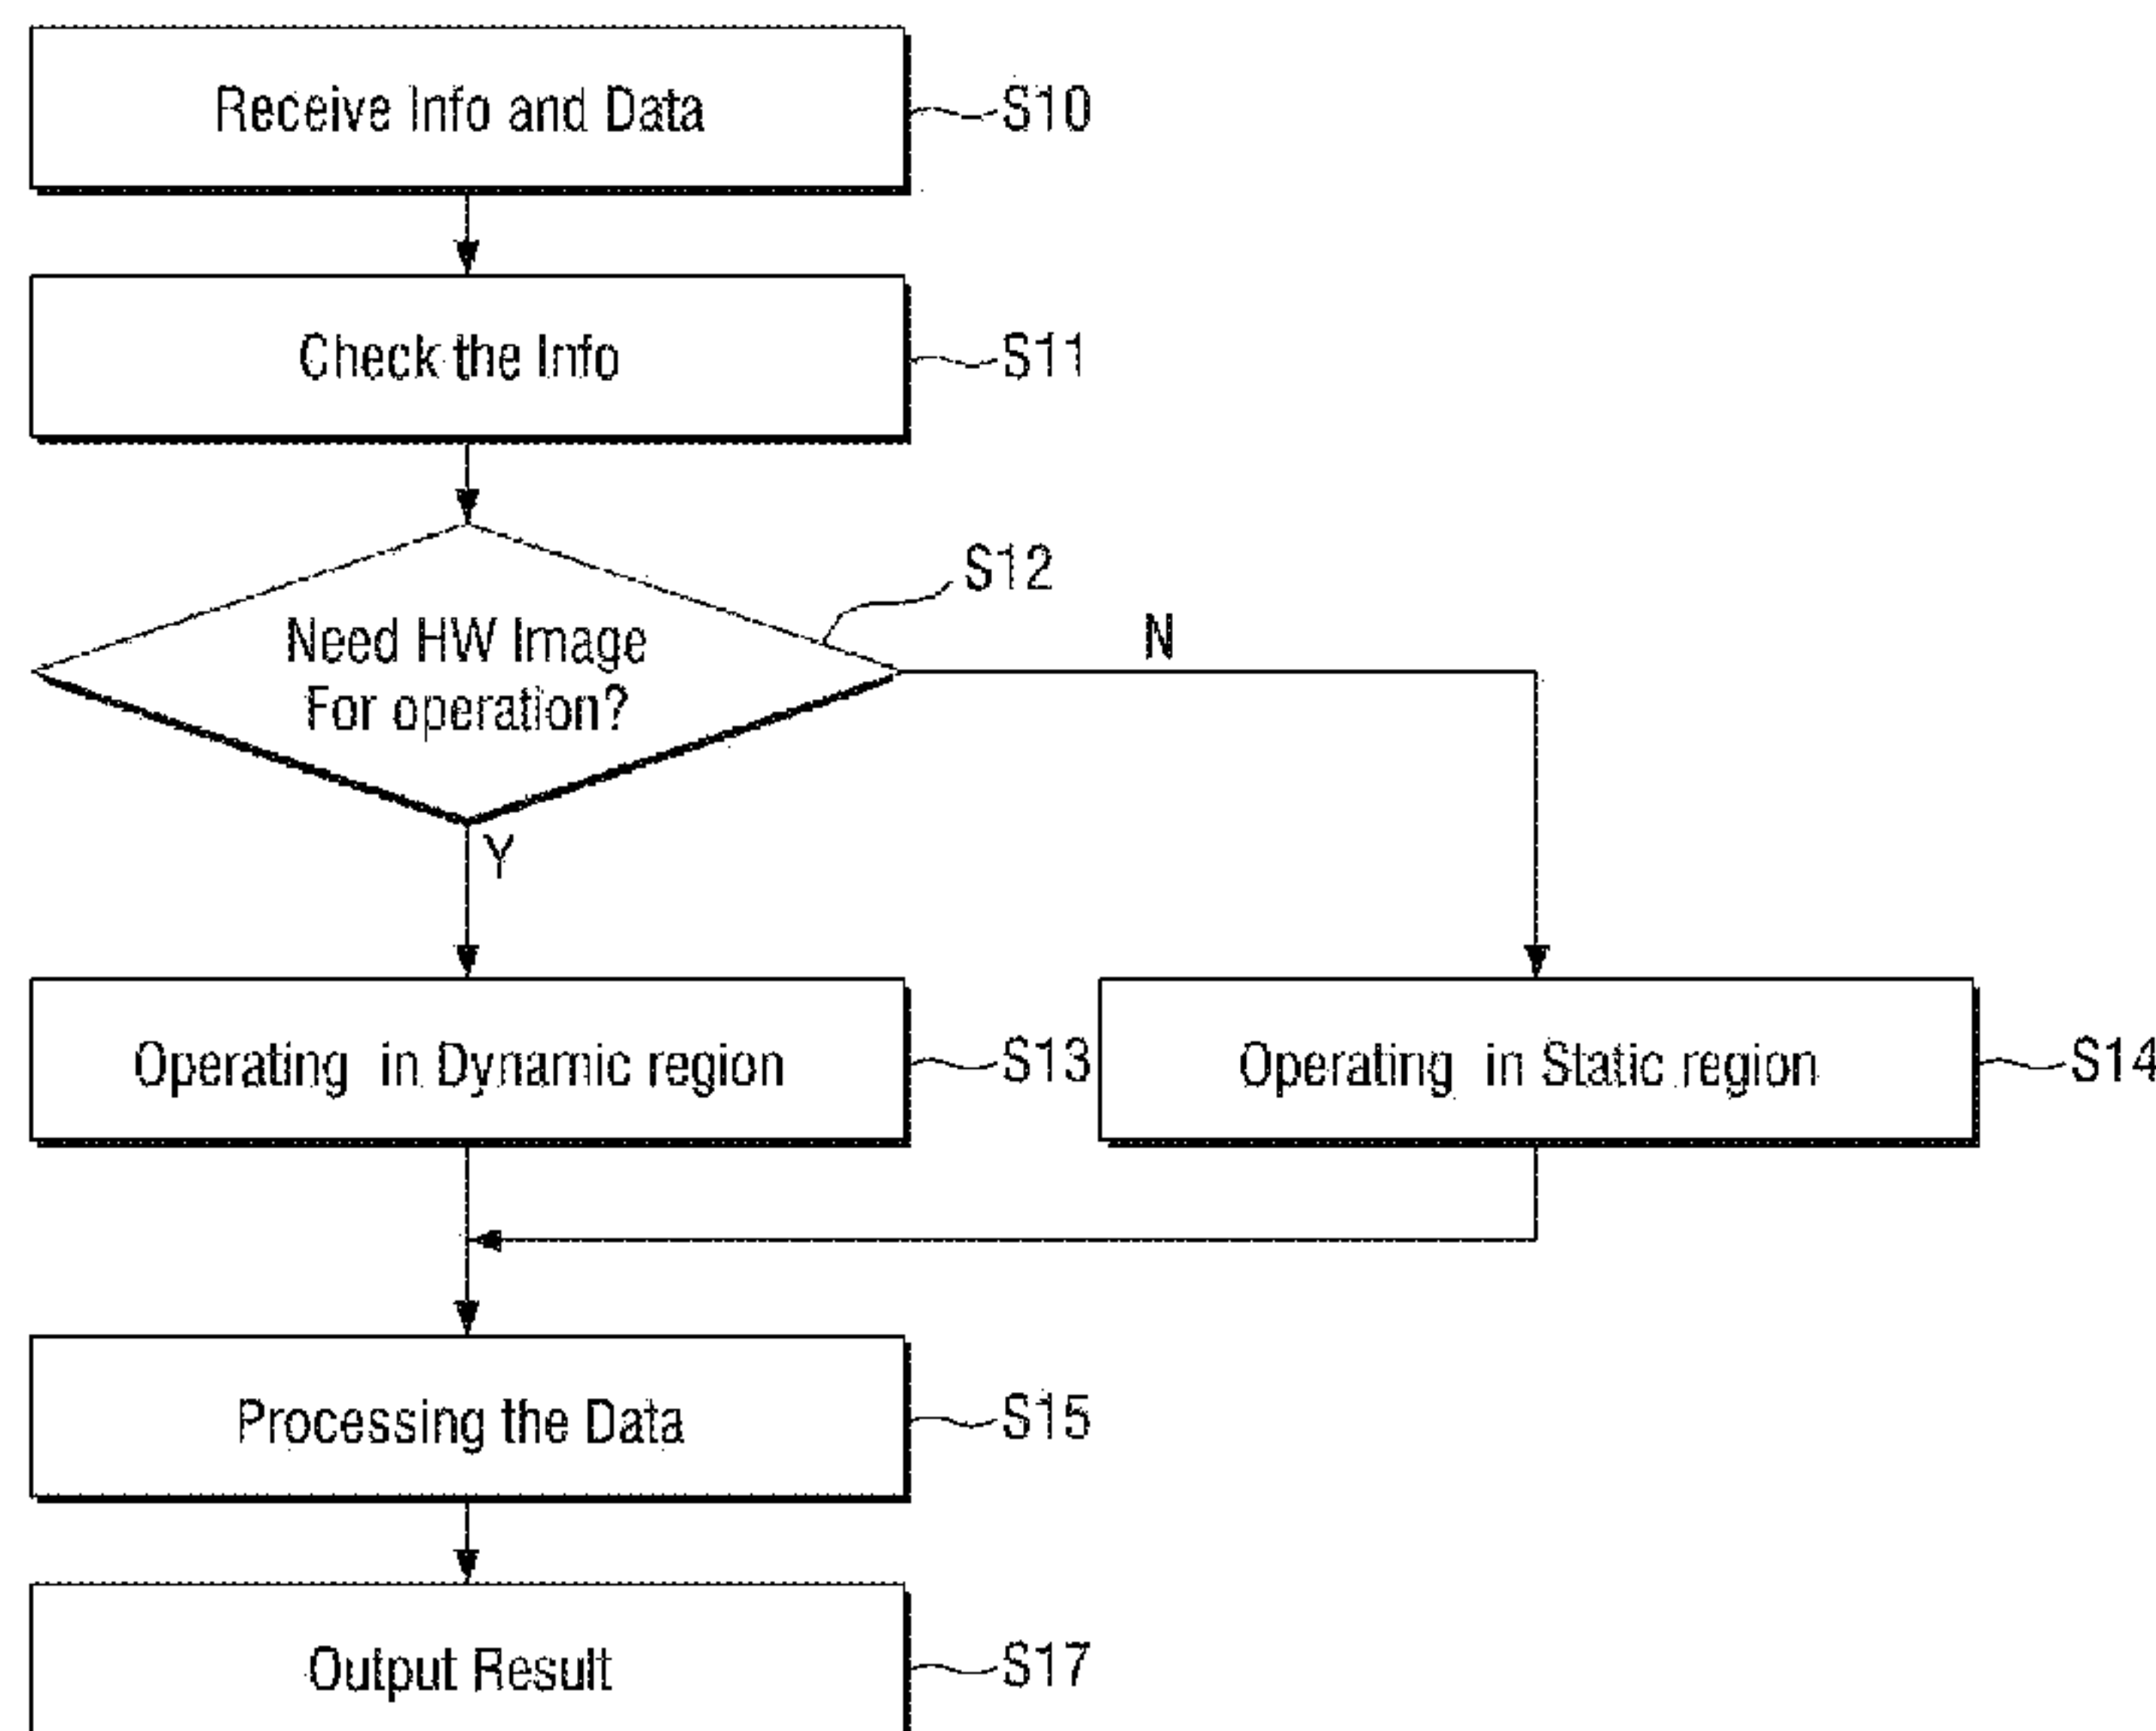 Receive Info and Data
S10
Check the Info
S11
S12
Need HW Image
For operation?
N
Y
Operating in Dynamic region
S13
Operating in Static region
S14
Processing the Data
S15
Output Result
S17